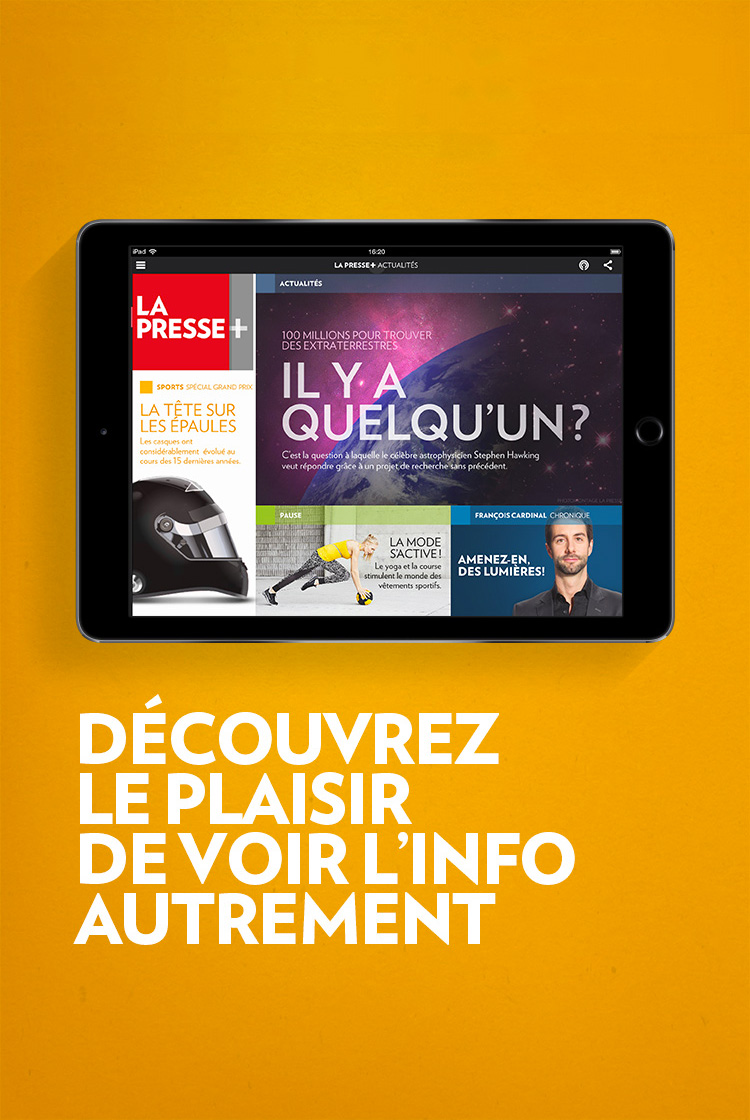 iPad
16:20
LA PRESSE+ ACTUALITÉS
LA
PRESSE+
ACTUALITÉS
100 MILLIONS POUR TROUVER
DES EXTRATERRESTRES
IL Y A
QUELQU'UN?
C'est la question à laquelle le célèbre astrophysicien Stephen Hawking
veut répondre grâce à un projet de recherche sans précédent.
SPORTS SPÉCIAL GRAND PRIX
LA TÊTE SUR
LES ÉPAULES
Les casques ont
considérablement évolué au
cours des 15 dernières années.
PAUSE
LA MODE
S'ACTIVE!
Le yoga et la course
stimulent le monde des
vêtements sportifs.
FRANÇOIS CARDINAL CHRONIQUE
AMENEZ-EN,
DES LUMIÈRES!
DÉCOUVREZ
LE PLAISIR
DE VOIR L'INFO
AUTREMENT